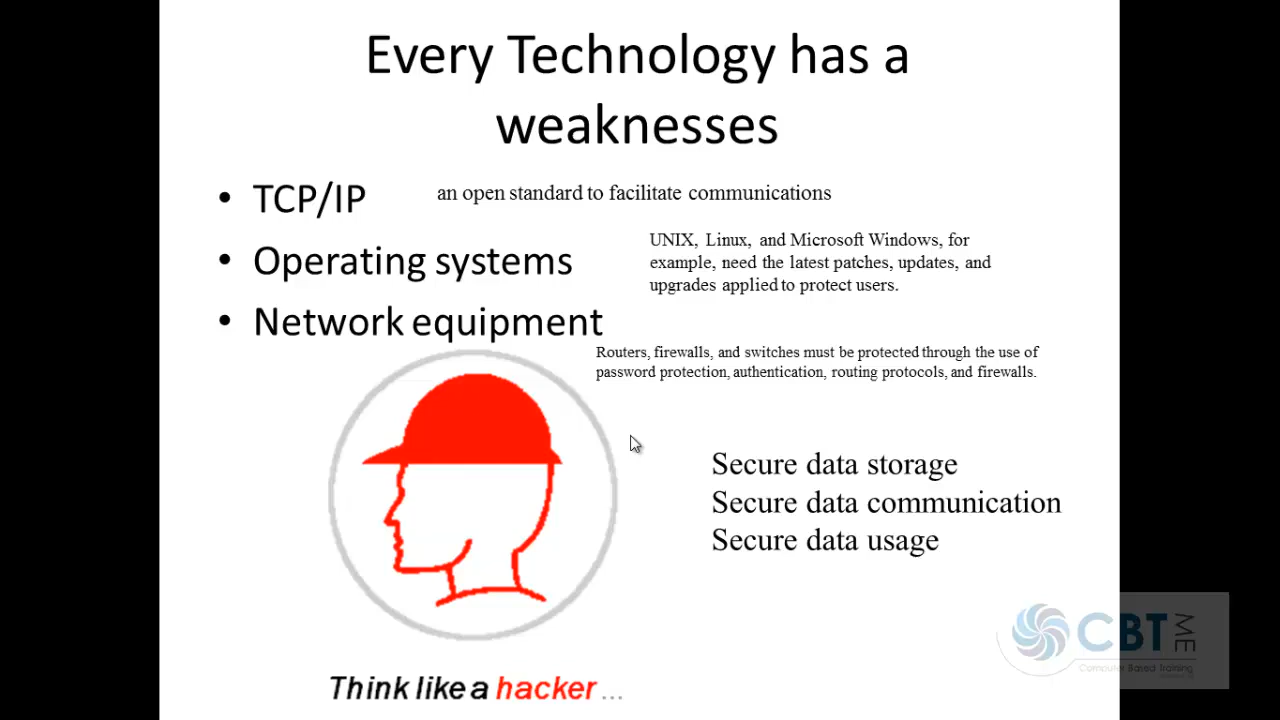 Every Technology has a
weaknesses
• TCP/IP
an open standard to facilitate communications
• Operating systems
UNIX, Linux, and Microsoft Windows, for
example, need the latest patches, updates, and
upgrades applied to protect users.
• Network equipment
Routers, firewalls, and switches must be protected through the use of
password protection, authentication, routing protocols, and firewalls.
Secure data storage
Secure data communication
Secure data usage
CBT ME
Computer Based Training
Think like a hacker ...